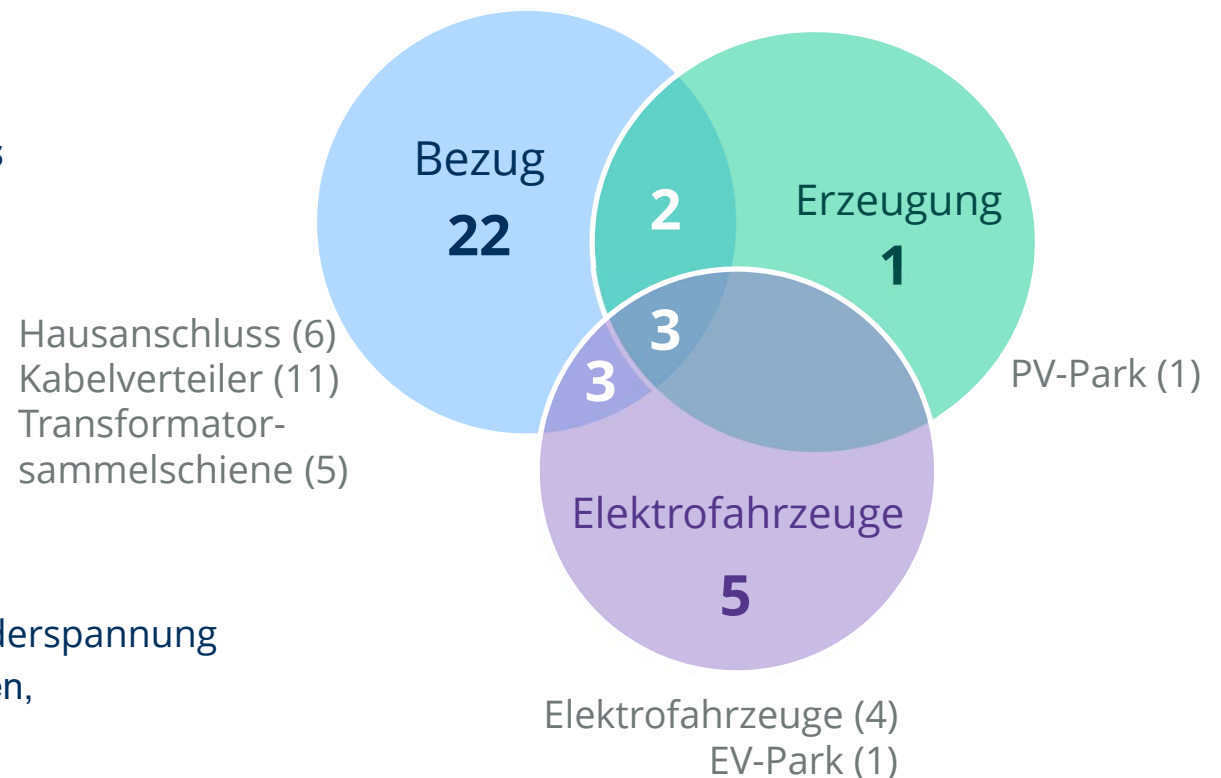 Bezug
22
2
Erzeugung
1
3
3
Hausanschluss (6)
Kabelverteiler (11)
Transformator-
sammelschiene (5)
PV-Park (1)
Elektrofahrzeuge
5
derspannung
en,
Elektrofahrzeuge (4)
EV-Park (1)